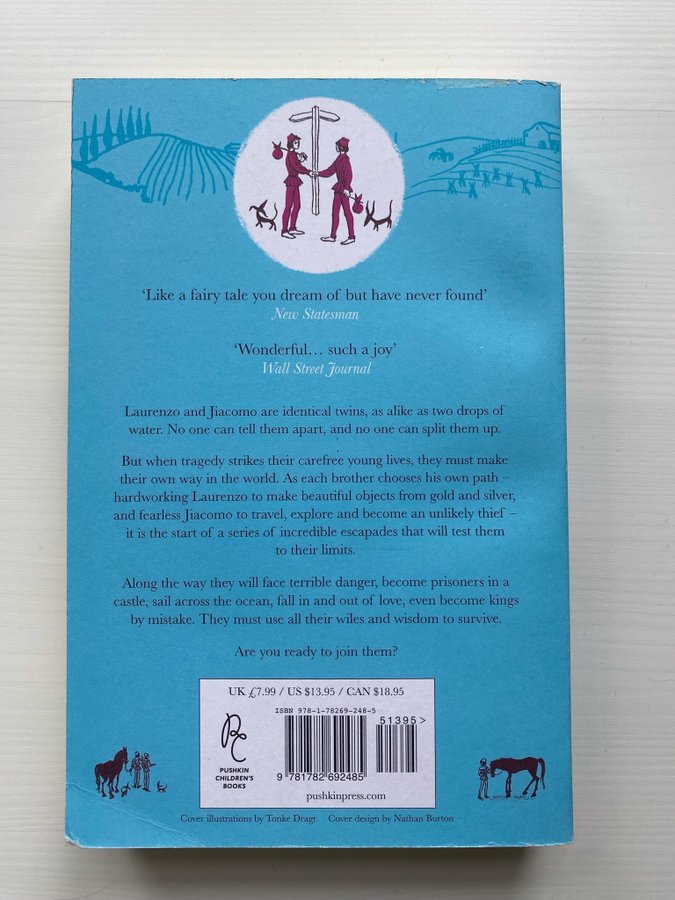 ‘Like a fairy tale you dream of but have never found’
New Statesman
‘Wonderful… such a joy’
Wall Street Journal
Laurenzo and Jiacomo are identical twins, as alike as two drops of
water. No one can tell them apart, and no one can split them up.
But when tragedy strikes their carefree young lives, they must make
their own way in the world. As each brother chooses his own path –
hardworking Laurenzo to make beautiful objects from gold and silver,
and fearless Jiacomo to travel, explore and become an unlikely thief –
it is the start of a series of incredible escapades that will test them
to their limits.
Along the way they will face terrible danger, become prisoners in a
castle, sail across the ocean, fall in and out of love, even become kings
by mistake. They must use all their wiles and wisdom to survive.
Are you ready to join them?
UK £7.99 / US $13.95 / CAN $18.95
ISBN 978-1-78269-248-5
51395>
PUSHKIN
CHILDREN'S
BOOKS
9 781782 692485
pushkinpress.com
Cover illustrations by Tonke Dragt Cover design by Nathan Burton